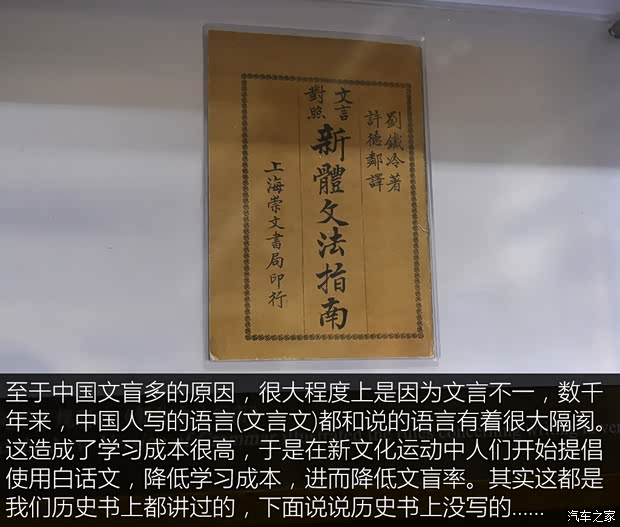 劉鐵冷著
許德鄰譯
文言
對照
新體文法指南
上海崇文書局印行
至于中国文盲多的原因，很大程度上是因为文言不一，数千
年来，中国人写的语言(文言文)都和说的语言有着很大隔阂。
这造成了学习成本很高，于是在新文化运动中人们开始提倡
使用白话文，降低学习成本，进而降低文盲率。其实这都是
我们历史书上都讲过的，下面说说历史书上没写的......
汽车之家